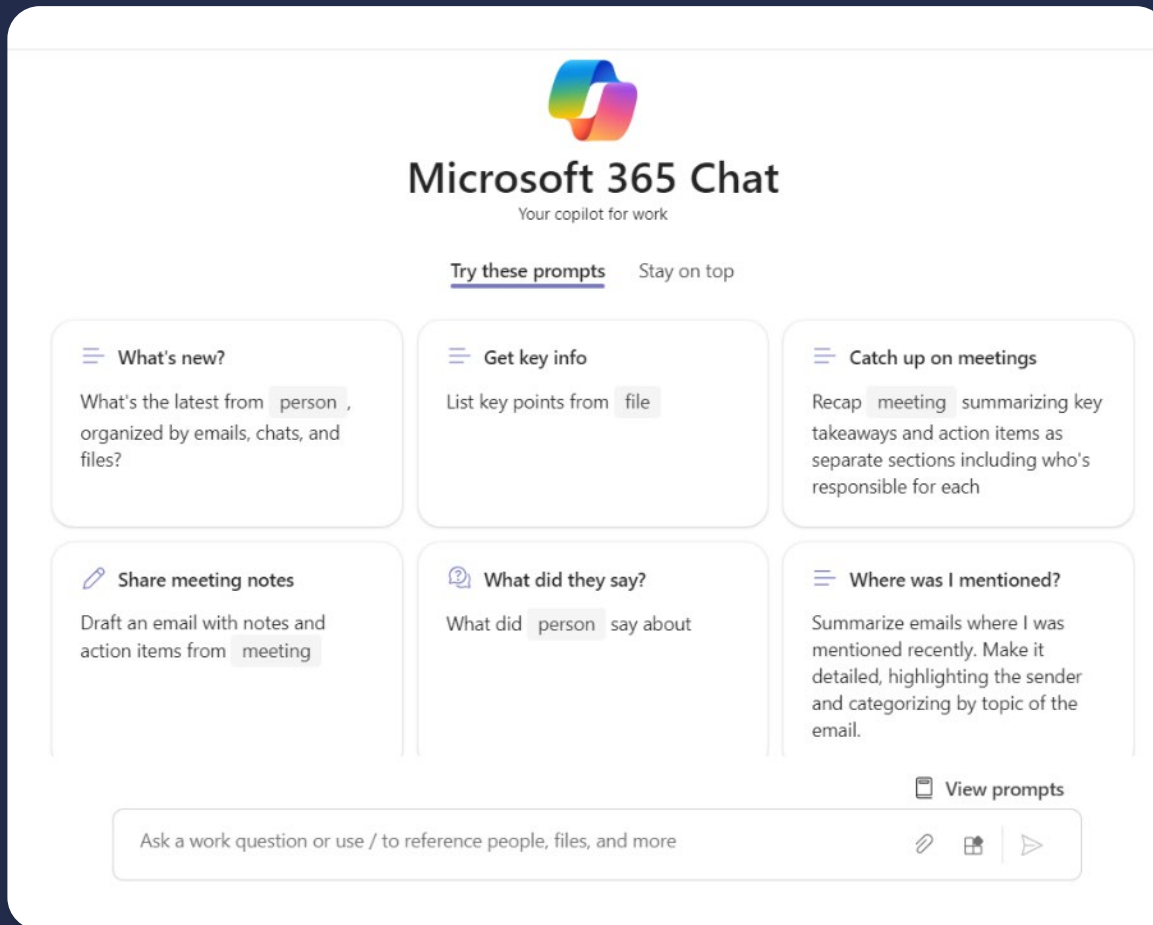 Microsoft 365 Chat
Your copilot for work
Try these prompts
Stay on top
What's new?
What's the latest from person ,
organized by emails, chats, and
files?
Get key info
List key points from file
Catch up on meetings
Recap meeting summarizing key
takeaways and action items as
separate sections including who's
responsible for each
Share meeting notes
Draft an email with notes and
action items from meeting
What did they say?
What did person say about
Where was I mentioned?
Summarize emails where I was
mentioned recently. Make it
detailed, highlighting the sender
and categorizing by topic of the
email.
View prompts
Ask a work question or use / to reference people, files, and more